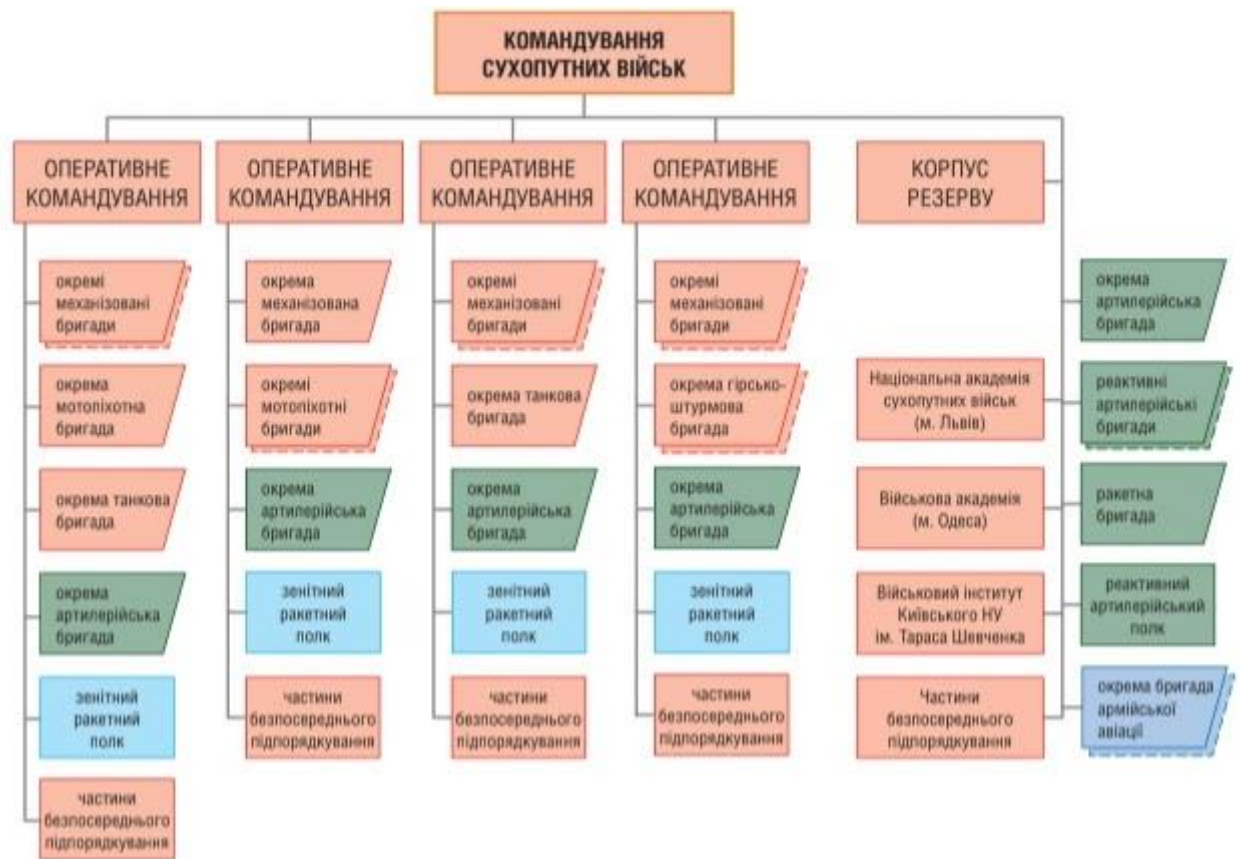 КОМАНДУВАННЯ
СУХОПУТНИХ ВІЙСЬК
ОПЕРАТИВНЕ
КОМАНДУВАННЯ
окремі
механізовані
бригади
окрема
мотопіхотна
бригада
окрема танкова
бригада
окрема
артилерійська
бригада
зенітний
ракетний
полк
частини
безпосереднього
підпорядкування
ОПЕРАТИВНЕ
КОМАНДУВАННЯ
окрема
механізована
бригада
окремі
мотопіхотні
бригади
окрема
артилерійська
бригада
зенітний
ракетний
полк
частини
безпосереднього
підпорядкування
ОПЕРАТИВНЕ
КОМАНДУВАННЯ
окремі
механізовані
бригади
окрема танкова
бригада
окрема
артилерійська
бригада
зенітний
ракетний
полк
частини
безпосереднього
підпорядкування
ОПЕРАТИВНЕ
КОМАНДУВАННЯ
окремі
механізовані
бригади
окрема гірсько-
штурмова
бригада
окрема
артилерійська
бригада
зенітний
ракетний
полк
частини
безпосереднього
підпорядкування
КОРПУС
РЕЗЕРВУ
Національна академія
сухопутних військ
(м. Львів)
Військова академія
(м. Одеса)
Військовий інститут
Київського НУ
ім. Тараса Шевченка
Частини
безпосереднього
підпорядкування
окрема
артилерійська
бригада
реактивні
артилерійські
бригади
ракетна
бригада
реактивний
артилерійський
полк
окрема бригада
армійської
авіації